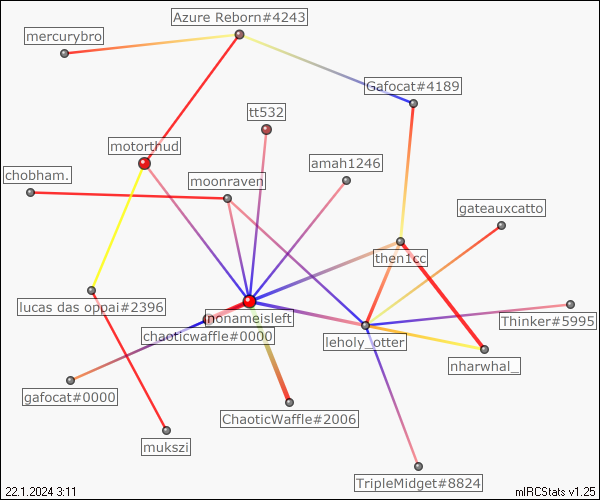 Azure Reborn#4243
mercurybro
Gafocat#4189
tt532
motorthud
amah1246
chobham.
moonraven
gateauxcatto
then1cc
lucas das oppai#2396
nonameisleft
Thinker#5995
chaoticwaffle#0000
leholy_otter
nharwhal_
gafocat#0000
ChaoticWaffle#2006
mukszi
TripleMidget#8824
22.1.2024 3:11
mIRCStats v1.25